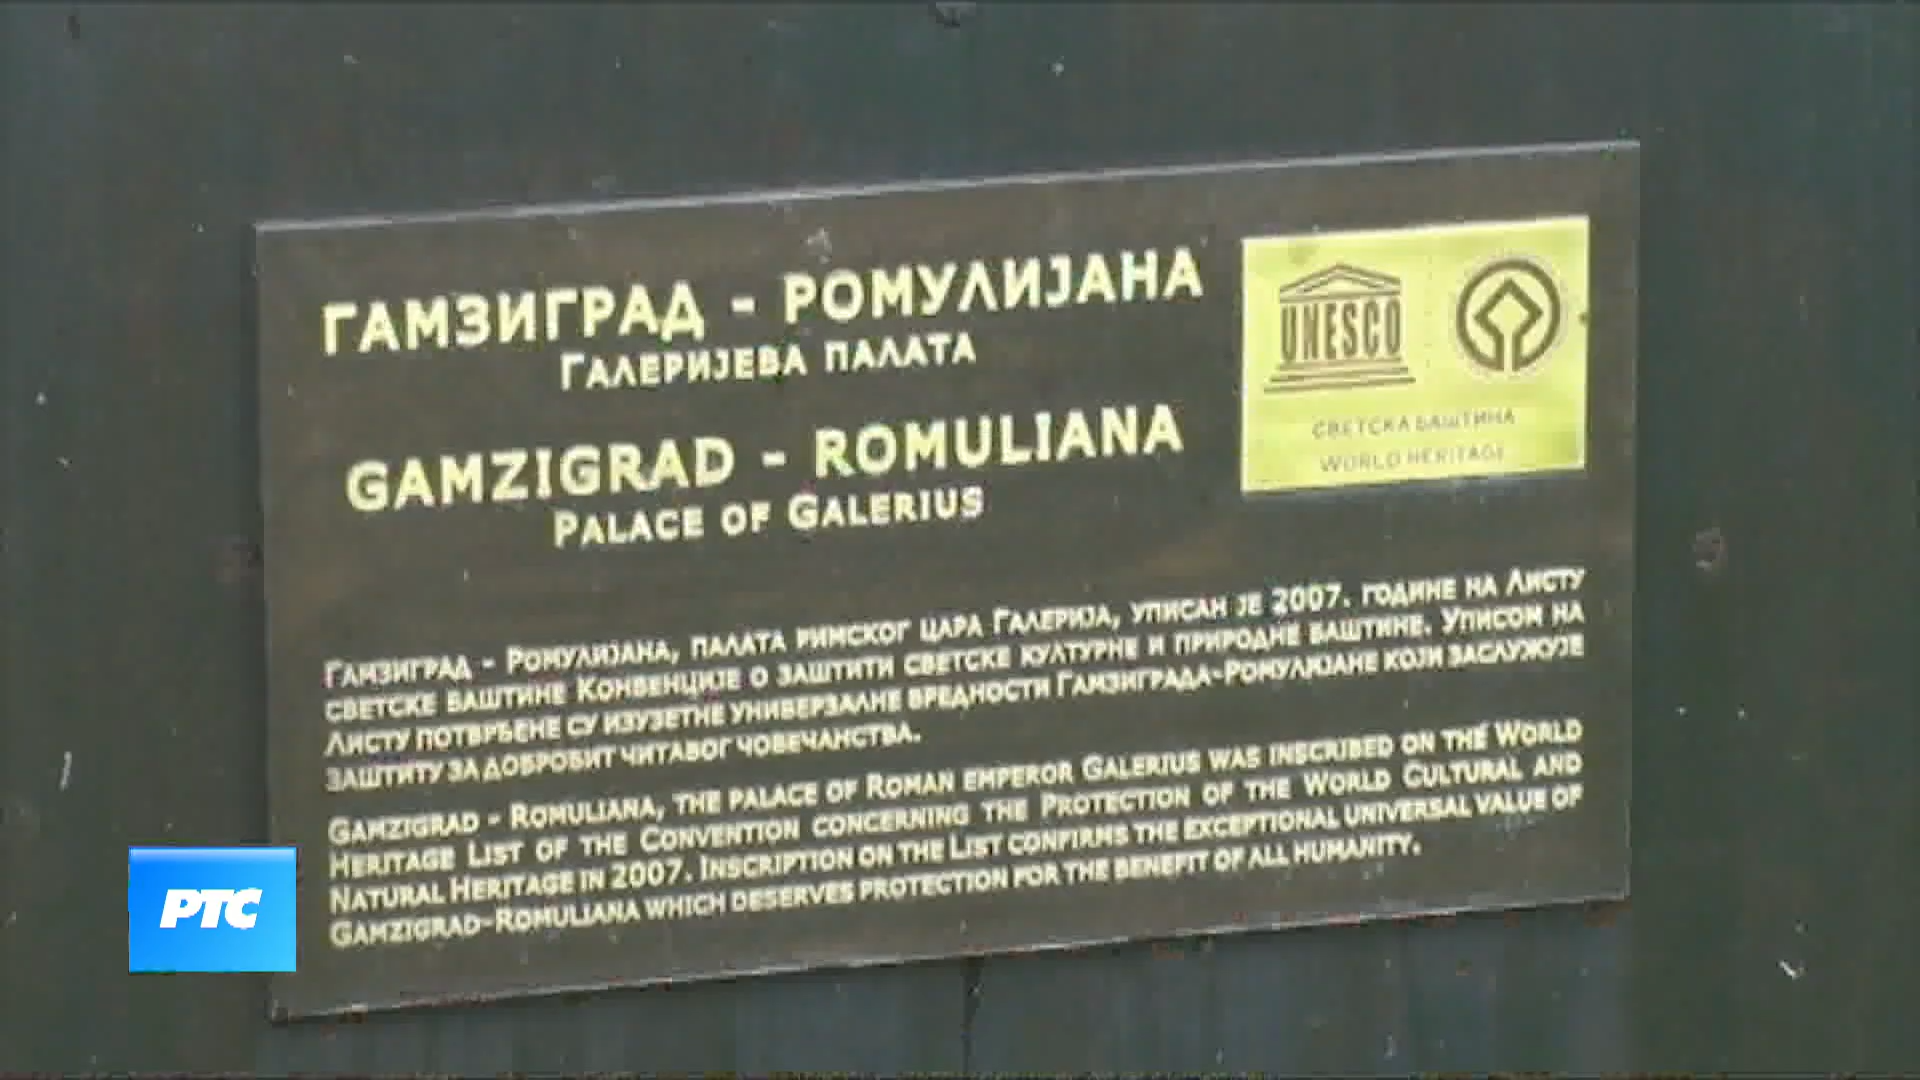 ГАМЗИГРАД - РОМУЛИЈАНА
ГАЛЕРИЈЕВА ПАЛАТА
GAMZIGRAD - ROMULIANA
PALACE OF GALERIUS
UNESCO
СВЕТСКА БАШТИНА
WORLD HERITAGE
ГАМЗИГРАД - РОМУЛИЈАНА, ПАЛАТА РИМСКОГ ЦАРА ГАЛЕРИЈА, УПИСАН ЈЕ 2007. ГОДИНЕ НА ЛИСТУ
СВЕТСКЕ БАШТИНЕ КОНВЕНЦИЈЕ О ЗАШТИТИ СВЕТСКЕ КУЛТУРНЕ И ПРИРОДНЕ БАШТИНЕ. УПИСОМ НА
ЛИСТУ ПОТВРЂЕНЕ СУ ИЗУЗЕТНЕ УНИВЕРЗАЛНЕ ВРЕДНОСТИ ГАМЗИГРАДА-РОМУЛИЈАНЕ КОЈИ ЗАСЛУЖУЈЕ
ЗАШТИТУ ЗА ДОБРОБИТ ЧИТАВОГ ЧОВЕЧАНСТВА.
GAMZIGRAD - ROMULIANA, THE PALACE OF ROMAN EMPEROR GALERIUS WAS INSCRIBED ON THE WORLD
HERITAGE LIST OF THE CONVENTION CONCERNING THE PROTECTION OF THE WORLD CULTURAL AND
NATURAL HERITAGE IN 2007. INSCRIPTION ON THE LIST CONFIRMS THE EXCEPTIONAL UNIVERSAL VALUE OF
GAMZIGRAD-ROMULIANA WHICH DESERVES PROTECTION FOR THE BENEFIT OF ALL HUMANITY.
РТС